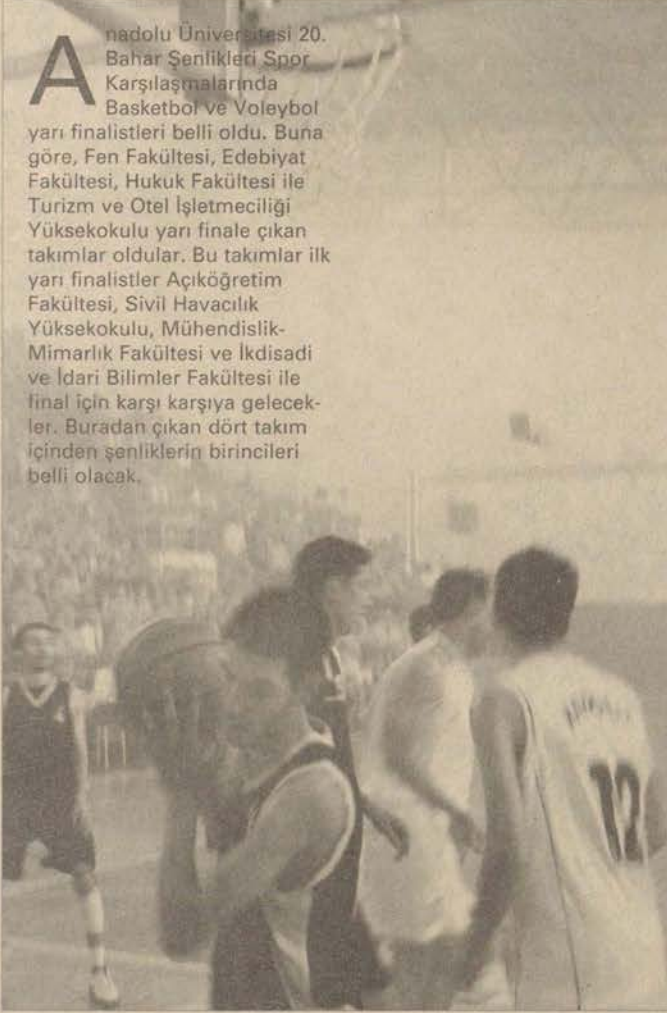 Anadolu Üniversitesi 20.
Bahar Şenlikleri Spor
Karşılaşmalarında
Basketbol ve Voleybol
yarı finalistleri belli oldu. Buna
göre, Fen Fakültesi, Edebiyat
Fakültesi, Hukuk Fakültesi ile
Turizm ve Otel İşletmeciliği
Yüksekokulu yarı finale çıkan
takımlar oldular. Bu takımlar ilk
yarı finalistler Açıköğretim
Fakültesi, Sivil Havacılık
Yüksekokulu, Mühendislik-
Mimarlık Fakültesi ve İkdisadi
ve İdari Bilimler Fakültesi ile
final için karşı karşıya gelecek-
ler. Buradan çıkan dört takım
içinden şenliklerin birincileri
belli olacak.
12